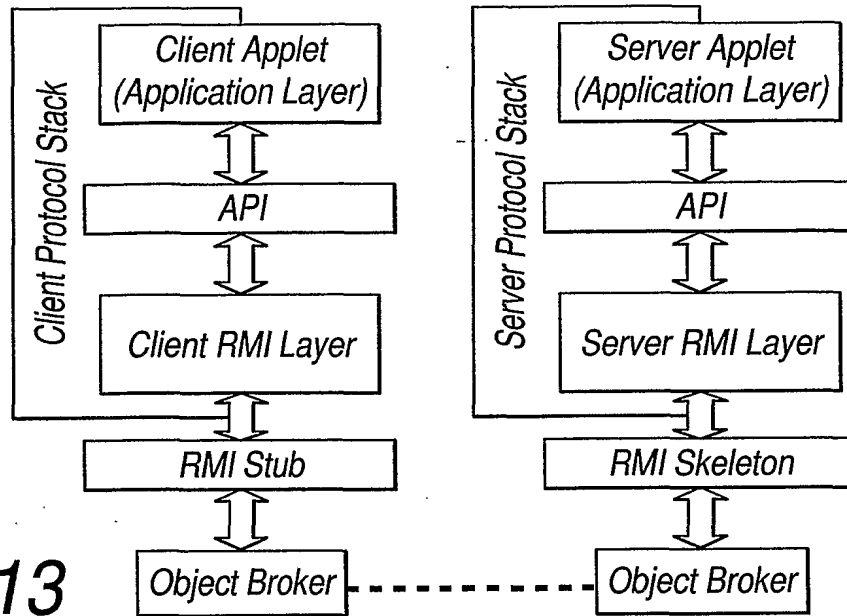 Client Protocol Stack
Client Applet
(Application Layer)
API
Client RMI Layer
RMI Stub
Object Broker
Server Protocol Stack
Server Applet
(Application Layer)
API
Server RMI Layer
RMI Skeleton
Object Broker
13